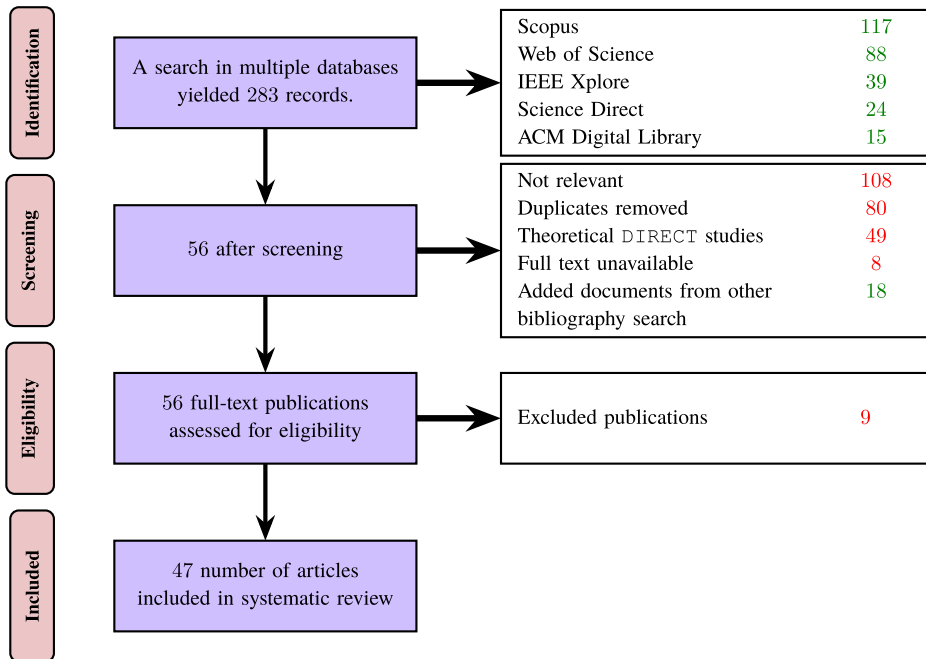 Identification
A search in multiple databases
yielded 283 records.
Scopus 117
Web of Science 88
IEEE Xplore 39
Science Direct 24
ACM Digital Library 15
Screening
56 after screening
Not relevant 108
Duplicates removed 80
Theoretical DIRECT studies 49
Full text unavailable 8
Added documents from other 18
bibliography search
Eligibility
56 full-text publications
assessed for eligibility
Excluded publications 9
Included
47 number of articles
included in systematic review